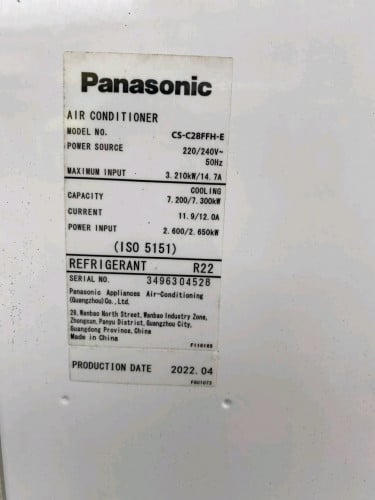 Panasonic
AIR CONDITIONER
MODEL NO. CS-C28FFH-E
POWER SOURCE 220/240V~
50Hz
MAXIMUM INPUT 3.210kW/14.7A
COOLING
CAPACITY 7.200/7.300kW
CURRENT 11.9/12.0A
POWER INPUT 2.600/2.650kW
(ISO 5151)
REFRIGERANT R22
SERIAL NO. 3496304528
Panasonic Appliances Air-Conditioning
(Guangzhou) Co., Ltd.
28, Wanbao North Street, Wanbao Industry Zone,
Zhongcun, Panyu District, Guangzhou City,
Guangdong Province, China
Made in China
PRODUCTION DATE 2022.04